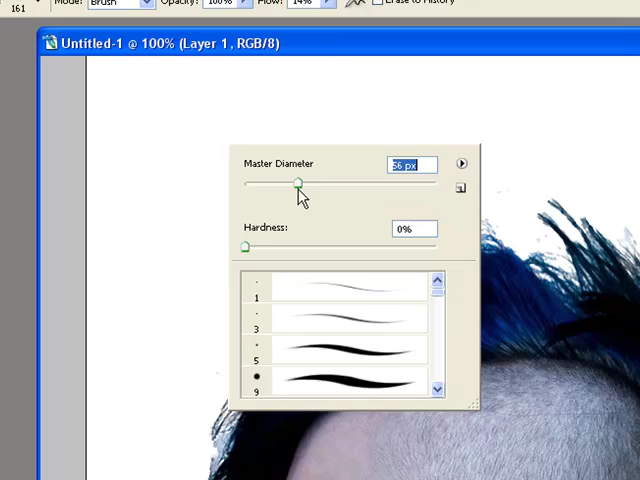 161
Mode: Brush Opacity: 100% Flow: 14% Erase to History
Untitled-1 @ 100% (Layer 1, RGB/8)
Master Diameter 56 px
Hardness: 0%
1
3
5
9